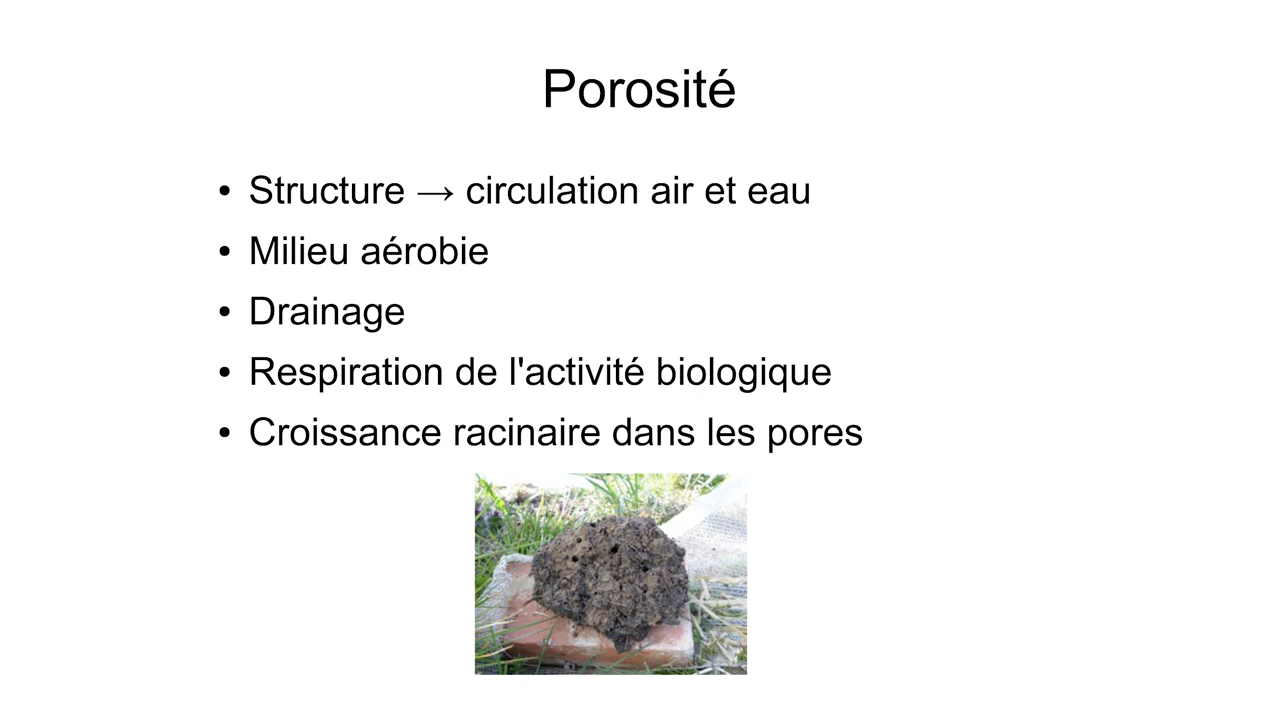 Porosité
• Structure → circulation air et eau
• Milieu aérobie
• Drainage
• Respiration de l'activité biologique
• Croissance racinaire dans les pores